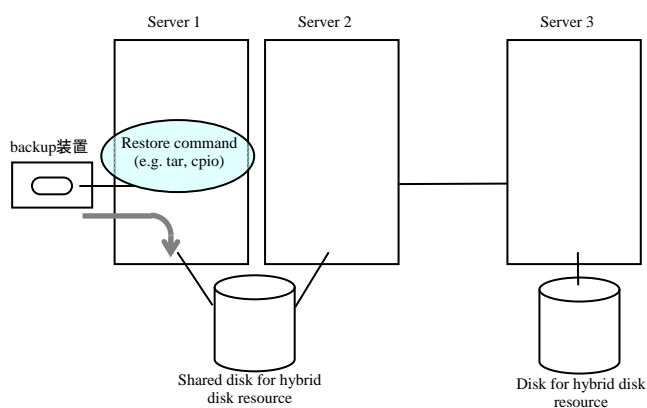 Server 1
Server 2
Server 3
backup装置
Restore command
(e.g. tar, cpio)
Shared disk for hybrid
disk resource
Disk for hybrid disk
resource